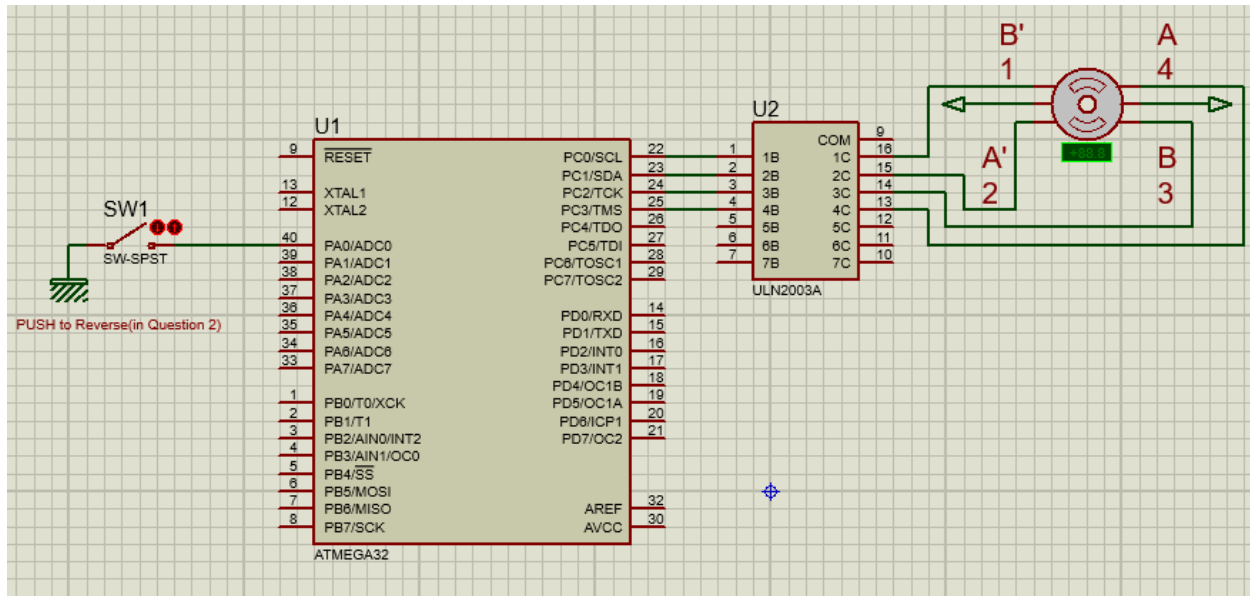 B'
1
A
4
U2
9
COM
1 1B 1C 16
2 2B 2C 15
3 3B 3C 14
4 4B 4C 13
5 5B 5C 12
6 6B 6C 11
7 7B 7C 10
ULN2003A
+88.8
A'
2
B
3
U1
9 RESET
13 XTAL1
12 XTAL2
40 PA0/ADC0
39 PA1/ADC1
38 PA2/ADC2
37 PA3/ADC3
36 PA4/ADC4
35 PA5/ADC5
34 PA6/ADC6
33 PA7/ADC7
1 PB0/T0/XCK
2 PB1/T1
3 PB2/AIN0/INT2
4 PB3/AIN1/OC0
5 PB4/SS
6 PB5/MOSI
7 PB6/MISO
8 PB7/SCK
PC0/SCL 22
PC1/SDA 23
PC2/TCK 24
PC3/TMS 25
PC4/TDO 26
PC5/TDI 27
PC6/TOSC1 28
PC7/TOSC2 29
PD0/RXD 14
PD1/TXD 15
PD2/INT0 16
PD3/INT1 17
PD4/OC1B 18
PD5/OC1A 19
PD6/ICP1 20
PD7/OC2 21
AREF 32
AVCC 30
ATMEGA32
SW1
SW-SPST
PUSH to Reverse(in Question 2)